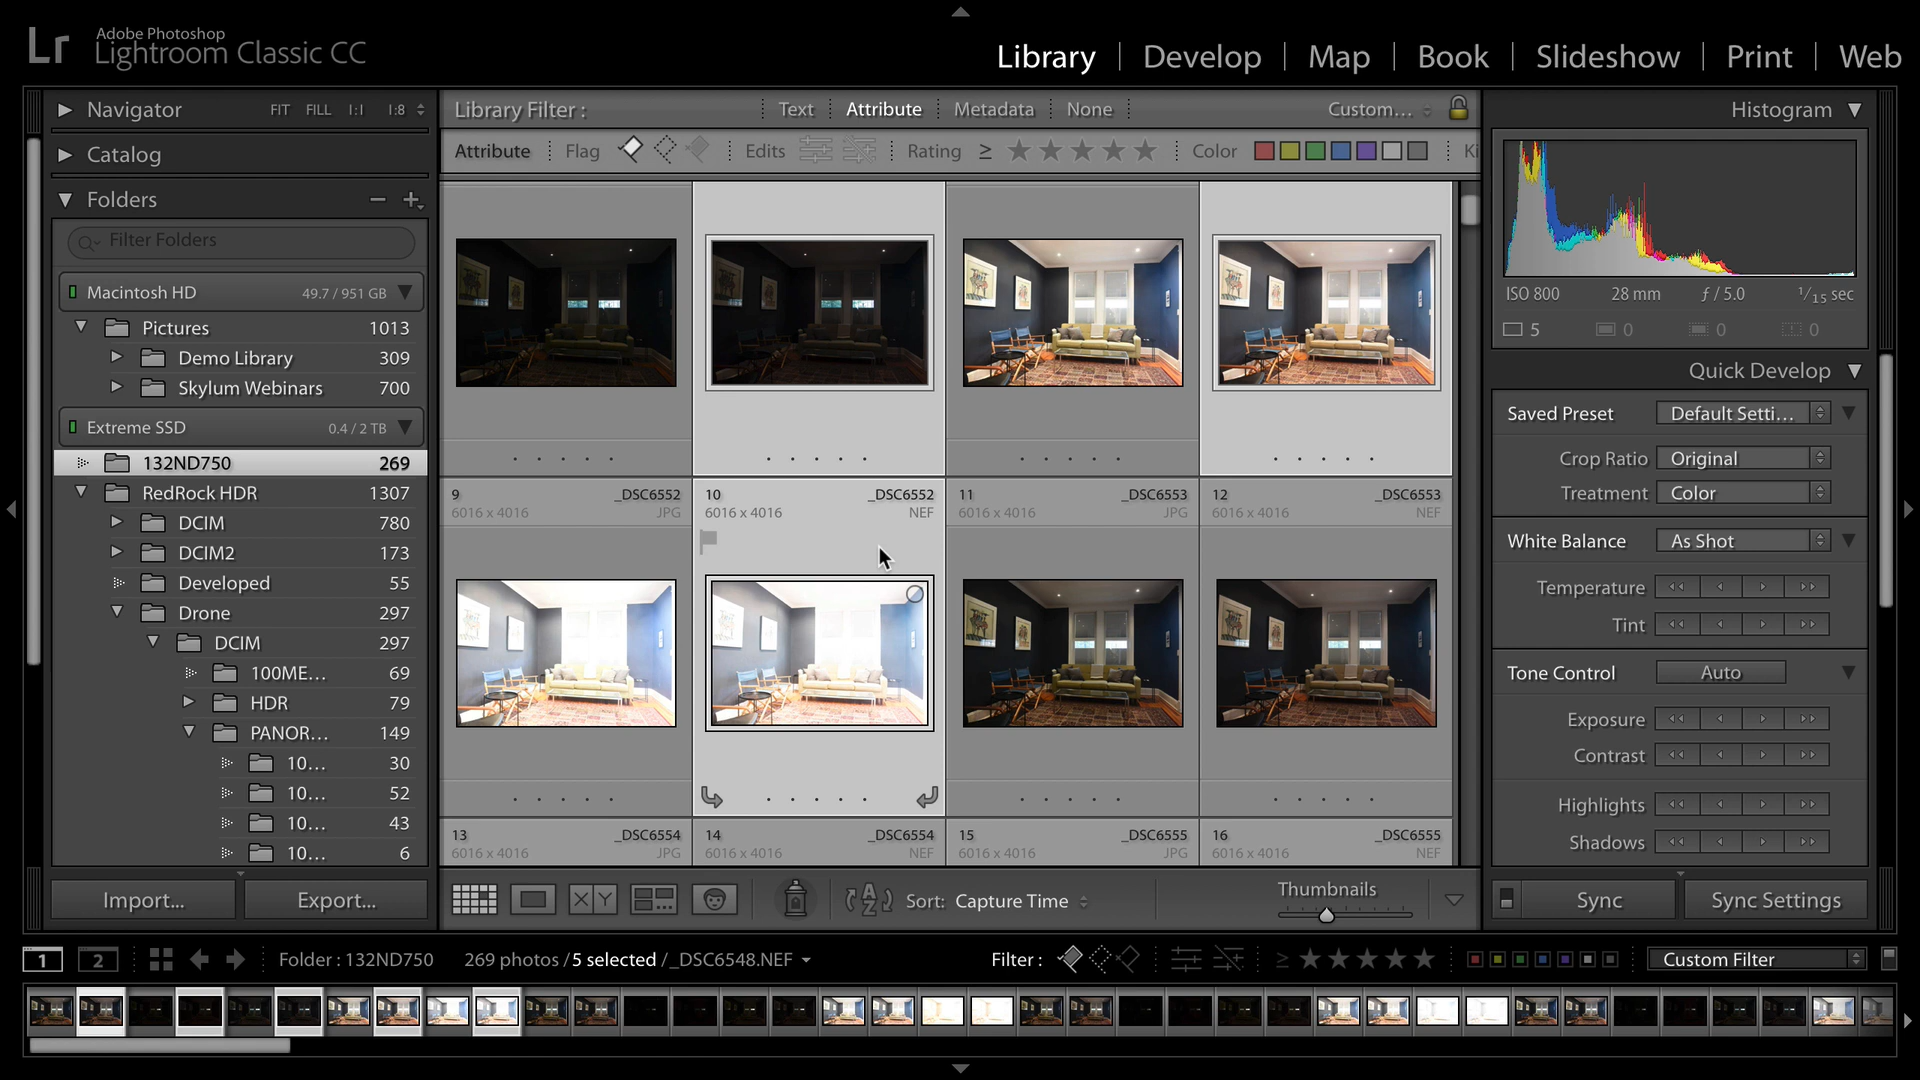 Lr Adobe Photoshop
Lightroom Classic CC
Library | Develop | Map | Book | Slideshow | Print | Web
Navigator FIT FILL 1:1 1:8
Catalog
Folders
Filter Folders
Macintosh HD 49.7 / 951 GB
Pictures 1013
Demo Library 309
Skylum Webinars 700
Extreme SSD 0.4 / 2 TB
132ND750 269
RedRock HDR 1307
DCIM 780
DCIM2 173
Developed 55
Drone 297
DCIM 297
100ME... 69
HDR 79
PANOR... 149
10... 30
10... 52
10... 43
10... 6
Import... Export...
Library Filter : Text Attribute Metadata None Custom...
Attribute Flag Edits Rating ≥ Color Ki
9 _DSC6552
6016 x 4016 JPG
10 _DSC6552
6016 x 4016 NEF
11 _DSC6553
6016 x 4016 JPG
12 _DSC6553
6016 x 4016 NEF
13 _DSC6554
6016 x 4016 JPG
14 _DSC6554
6016 x 4016 NEF
15 _DSC6555
6016 x 4016 JPG
16 _DSC6555
6016 x 4016 NEF
X Y AZ Sort: Capture Time Thumbnails
Histogram
ISO 800 28 mm ƒ / 5.0 1/15 sec
5 0 0 0
Quick Develop
Saved Preset Default Setti...
Crop Ratio Original
Treatment Color
White Balance As Shot
Temperature
Tint
Tone Control Auto
Exposure
Contrast
Highlights
Shadows
Sync Sync Settings
1 2 Folder : 132ND750 269 photos / 5 selected / _DSC6548.NEF Filter : ≥ Custom Filter